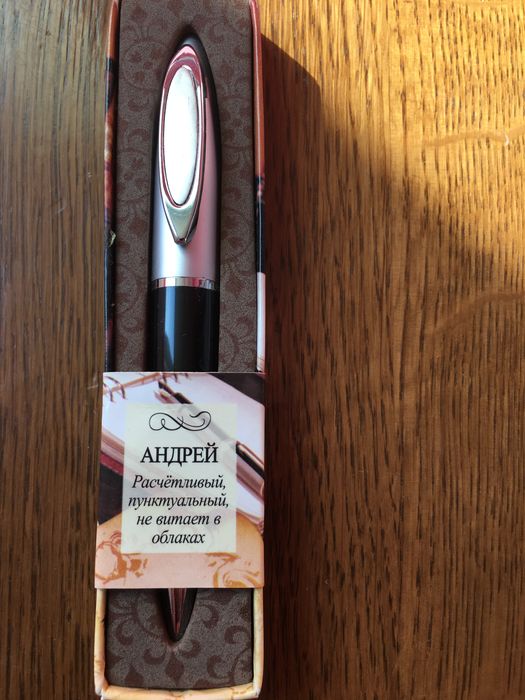 АНДРЕЙ
Расчётливый,
пунктуальный,
не витает в
облаках